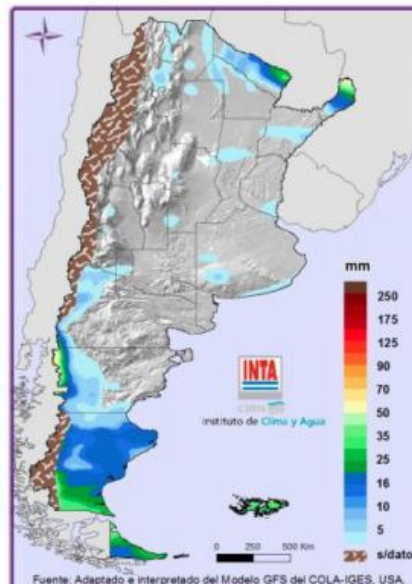 mm
250
175
125
90
70
50
35
25
20
16
10
5
s/dato
INTA
Instituto de Clima y Agua
0 250 500 Km
Fuente: Adaptado e interpretado del Modelo GFS del COLA-IGES, USA